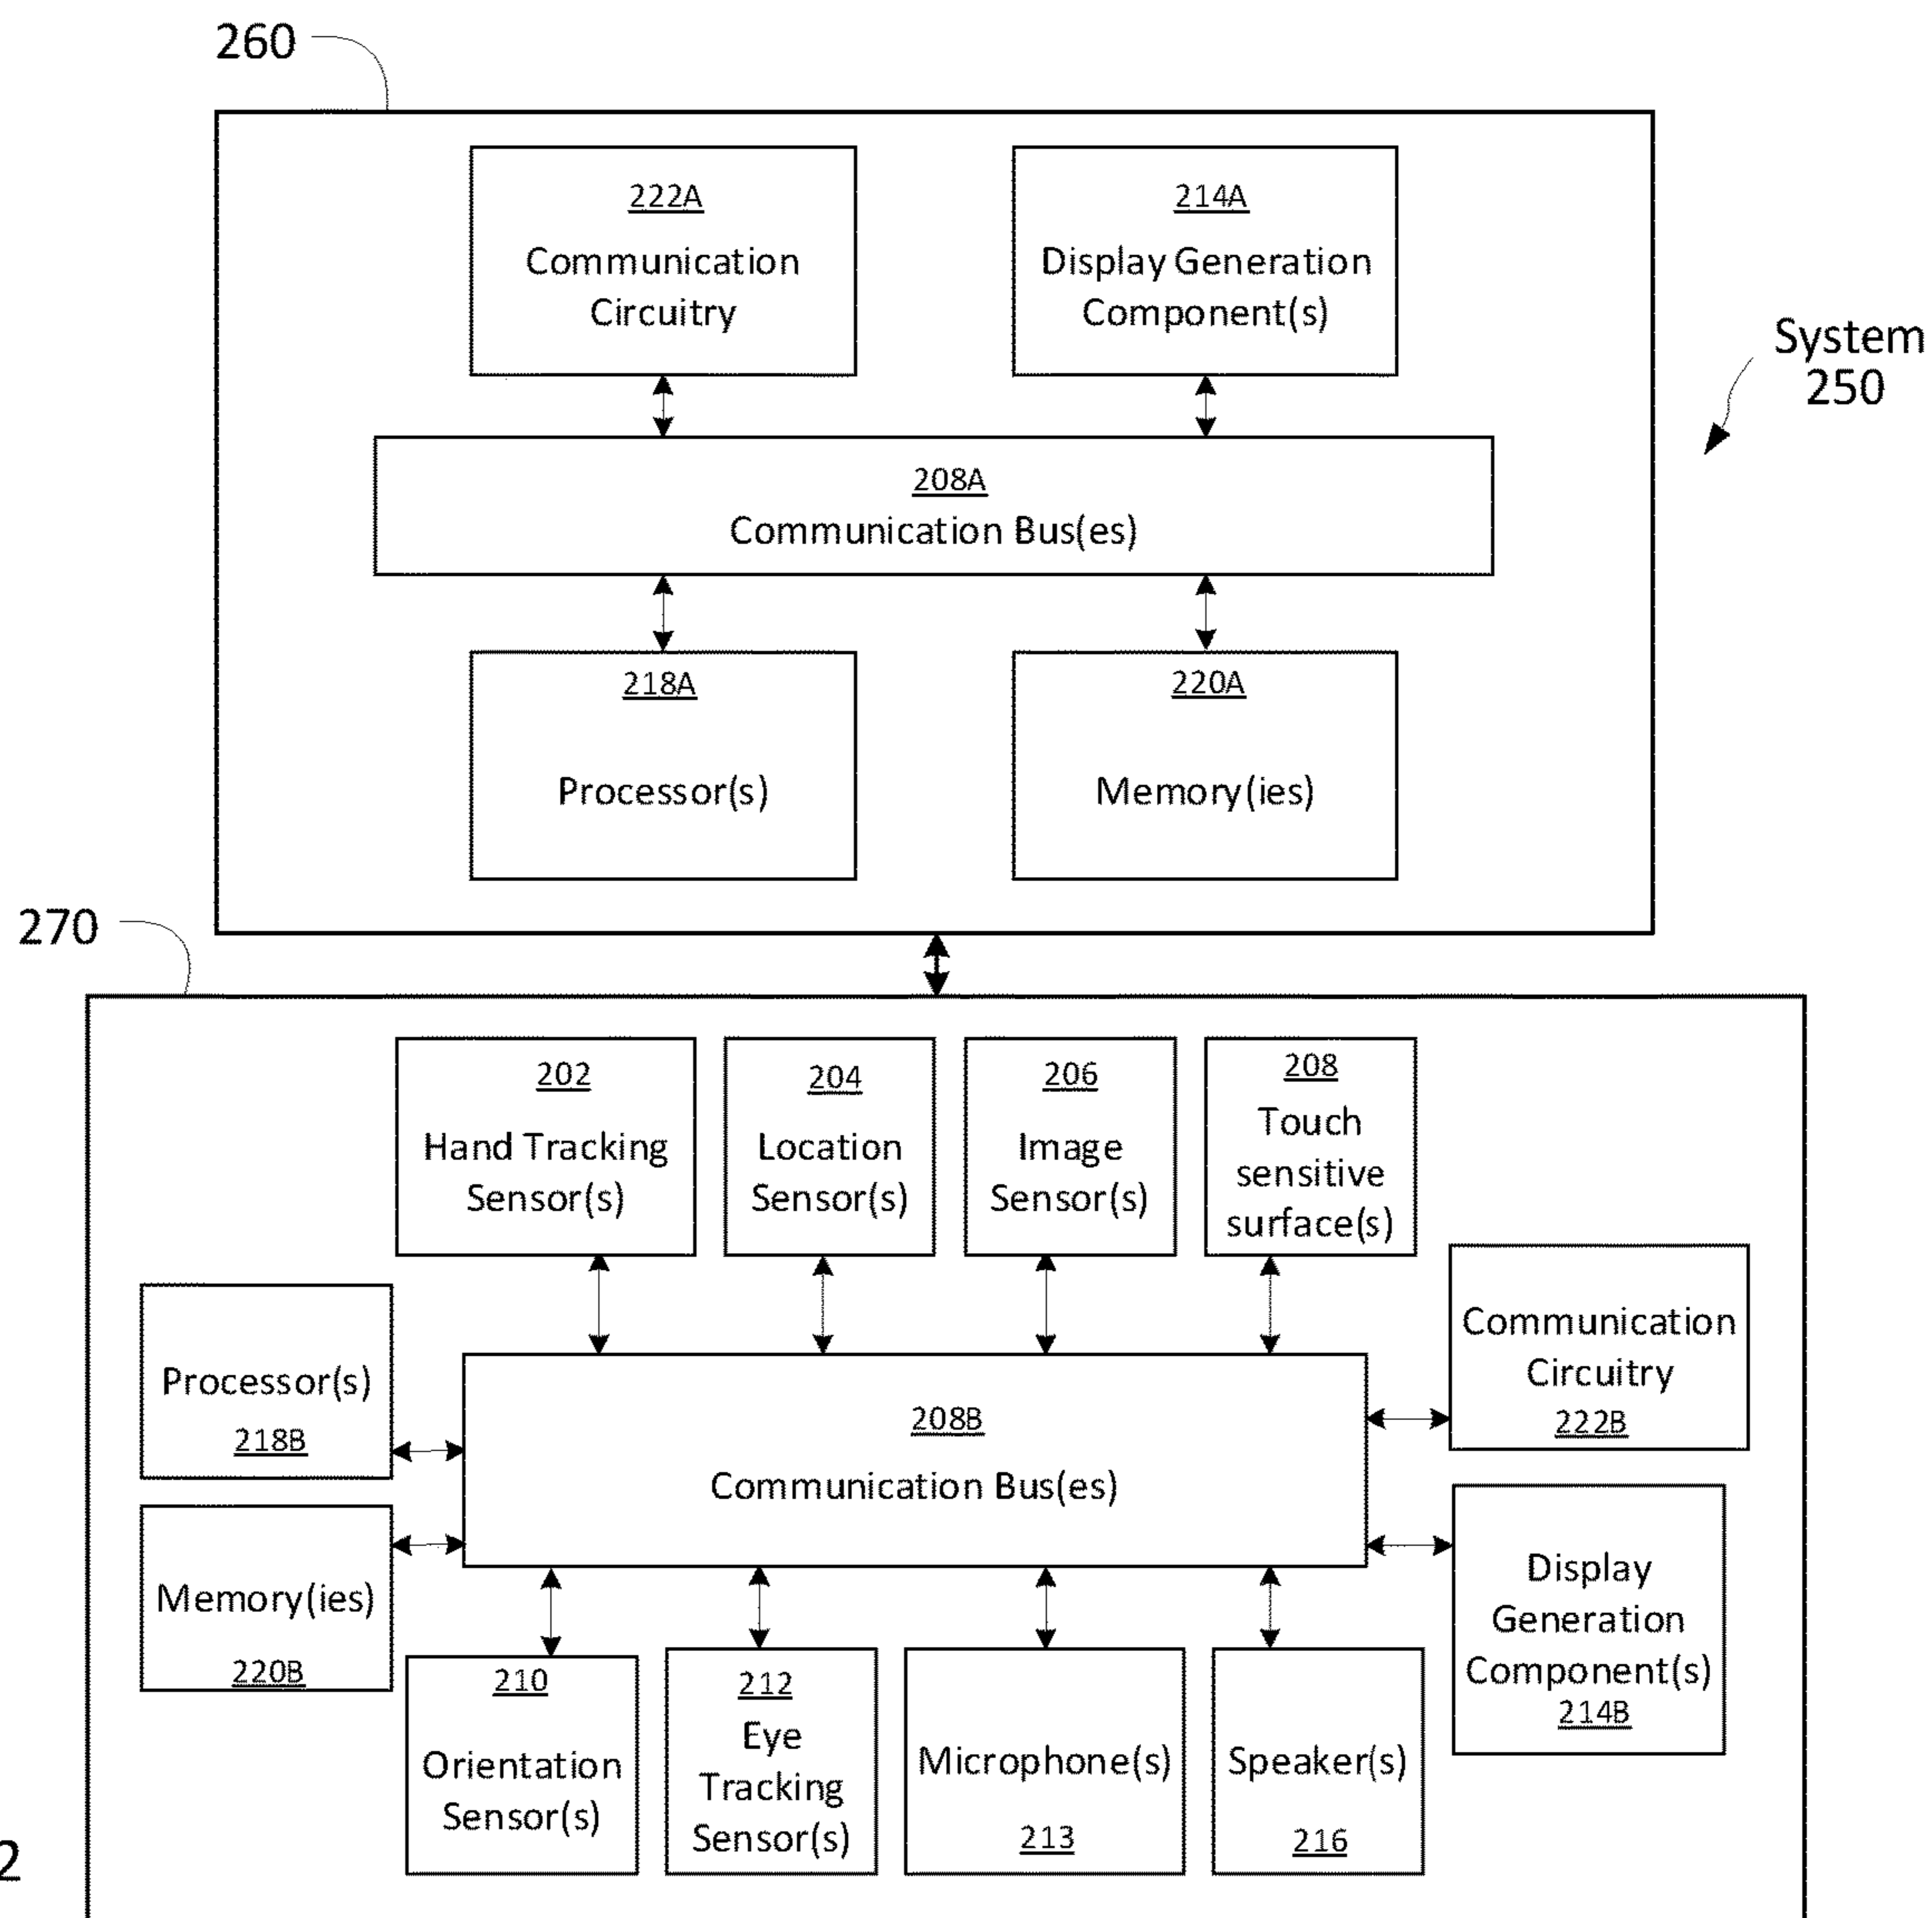 260
222A
Communication
Circuitry
214A
Display Generation
Component(s)
System
250
208A
Communication Bus(es)
218A
Processor(s)
220A
Memory(ies)
270
202
Hand Tracking
Sensor(s)
204
Location
Sensor(s)
206
Image
Sensor(s)
208
Touch
sensitive
surface(s)
Processor(s)
218B
208B
Communication Bus(es)
Communication
Circuitry
222B
Memory(ies)
220B
Display
Generation
Component(s)
214B
210
Orientation
Sensor(s)
212
Eye
Tracking
Sensor(s)
Microphone(s)
213
Speaker(s)
216
2